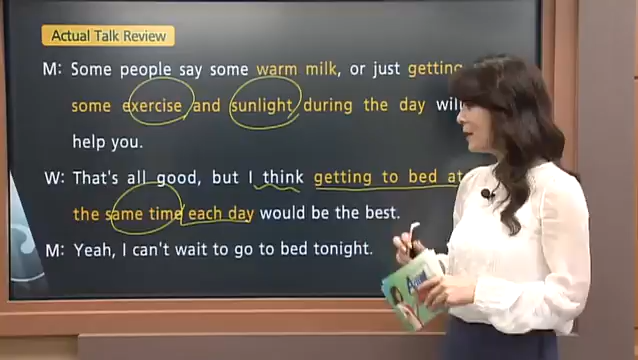 Actual Talk Review
M: Some people say some warm milk, or just getting
some exercise and sunlight during the day will
help you.
W: That's all good, but I think getting to bed at
the same time each day would be the best.
M: Yeah, I can't wait to go to bed tonight.